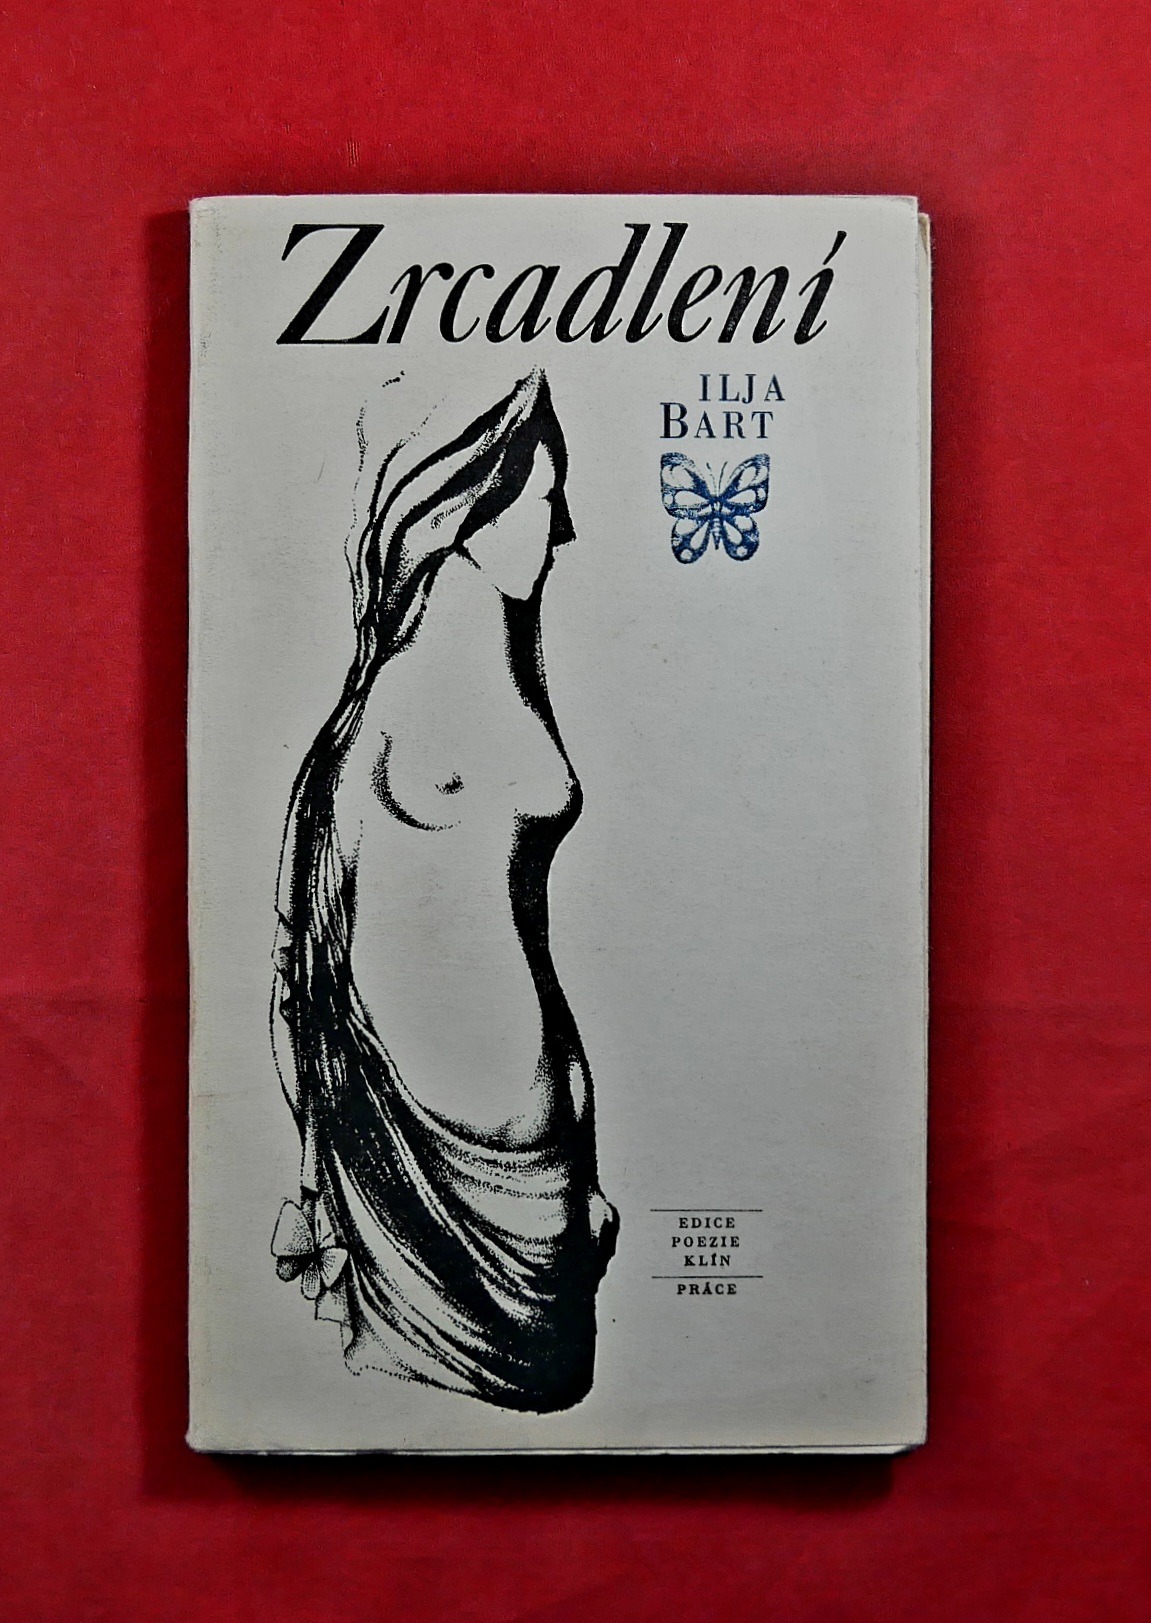 Zrcadlení
ILJA
BART
EDICE
POEZIE
KLÍN
PRÁCE